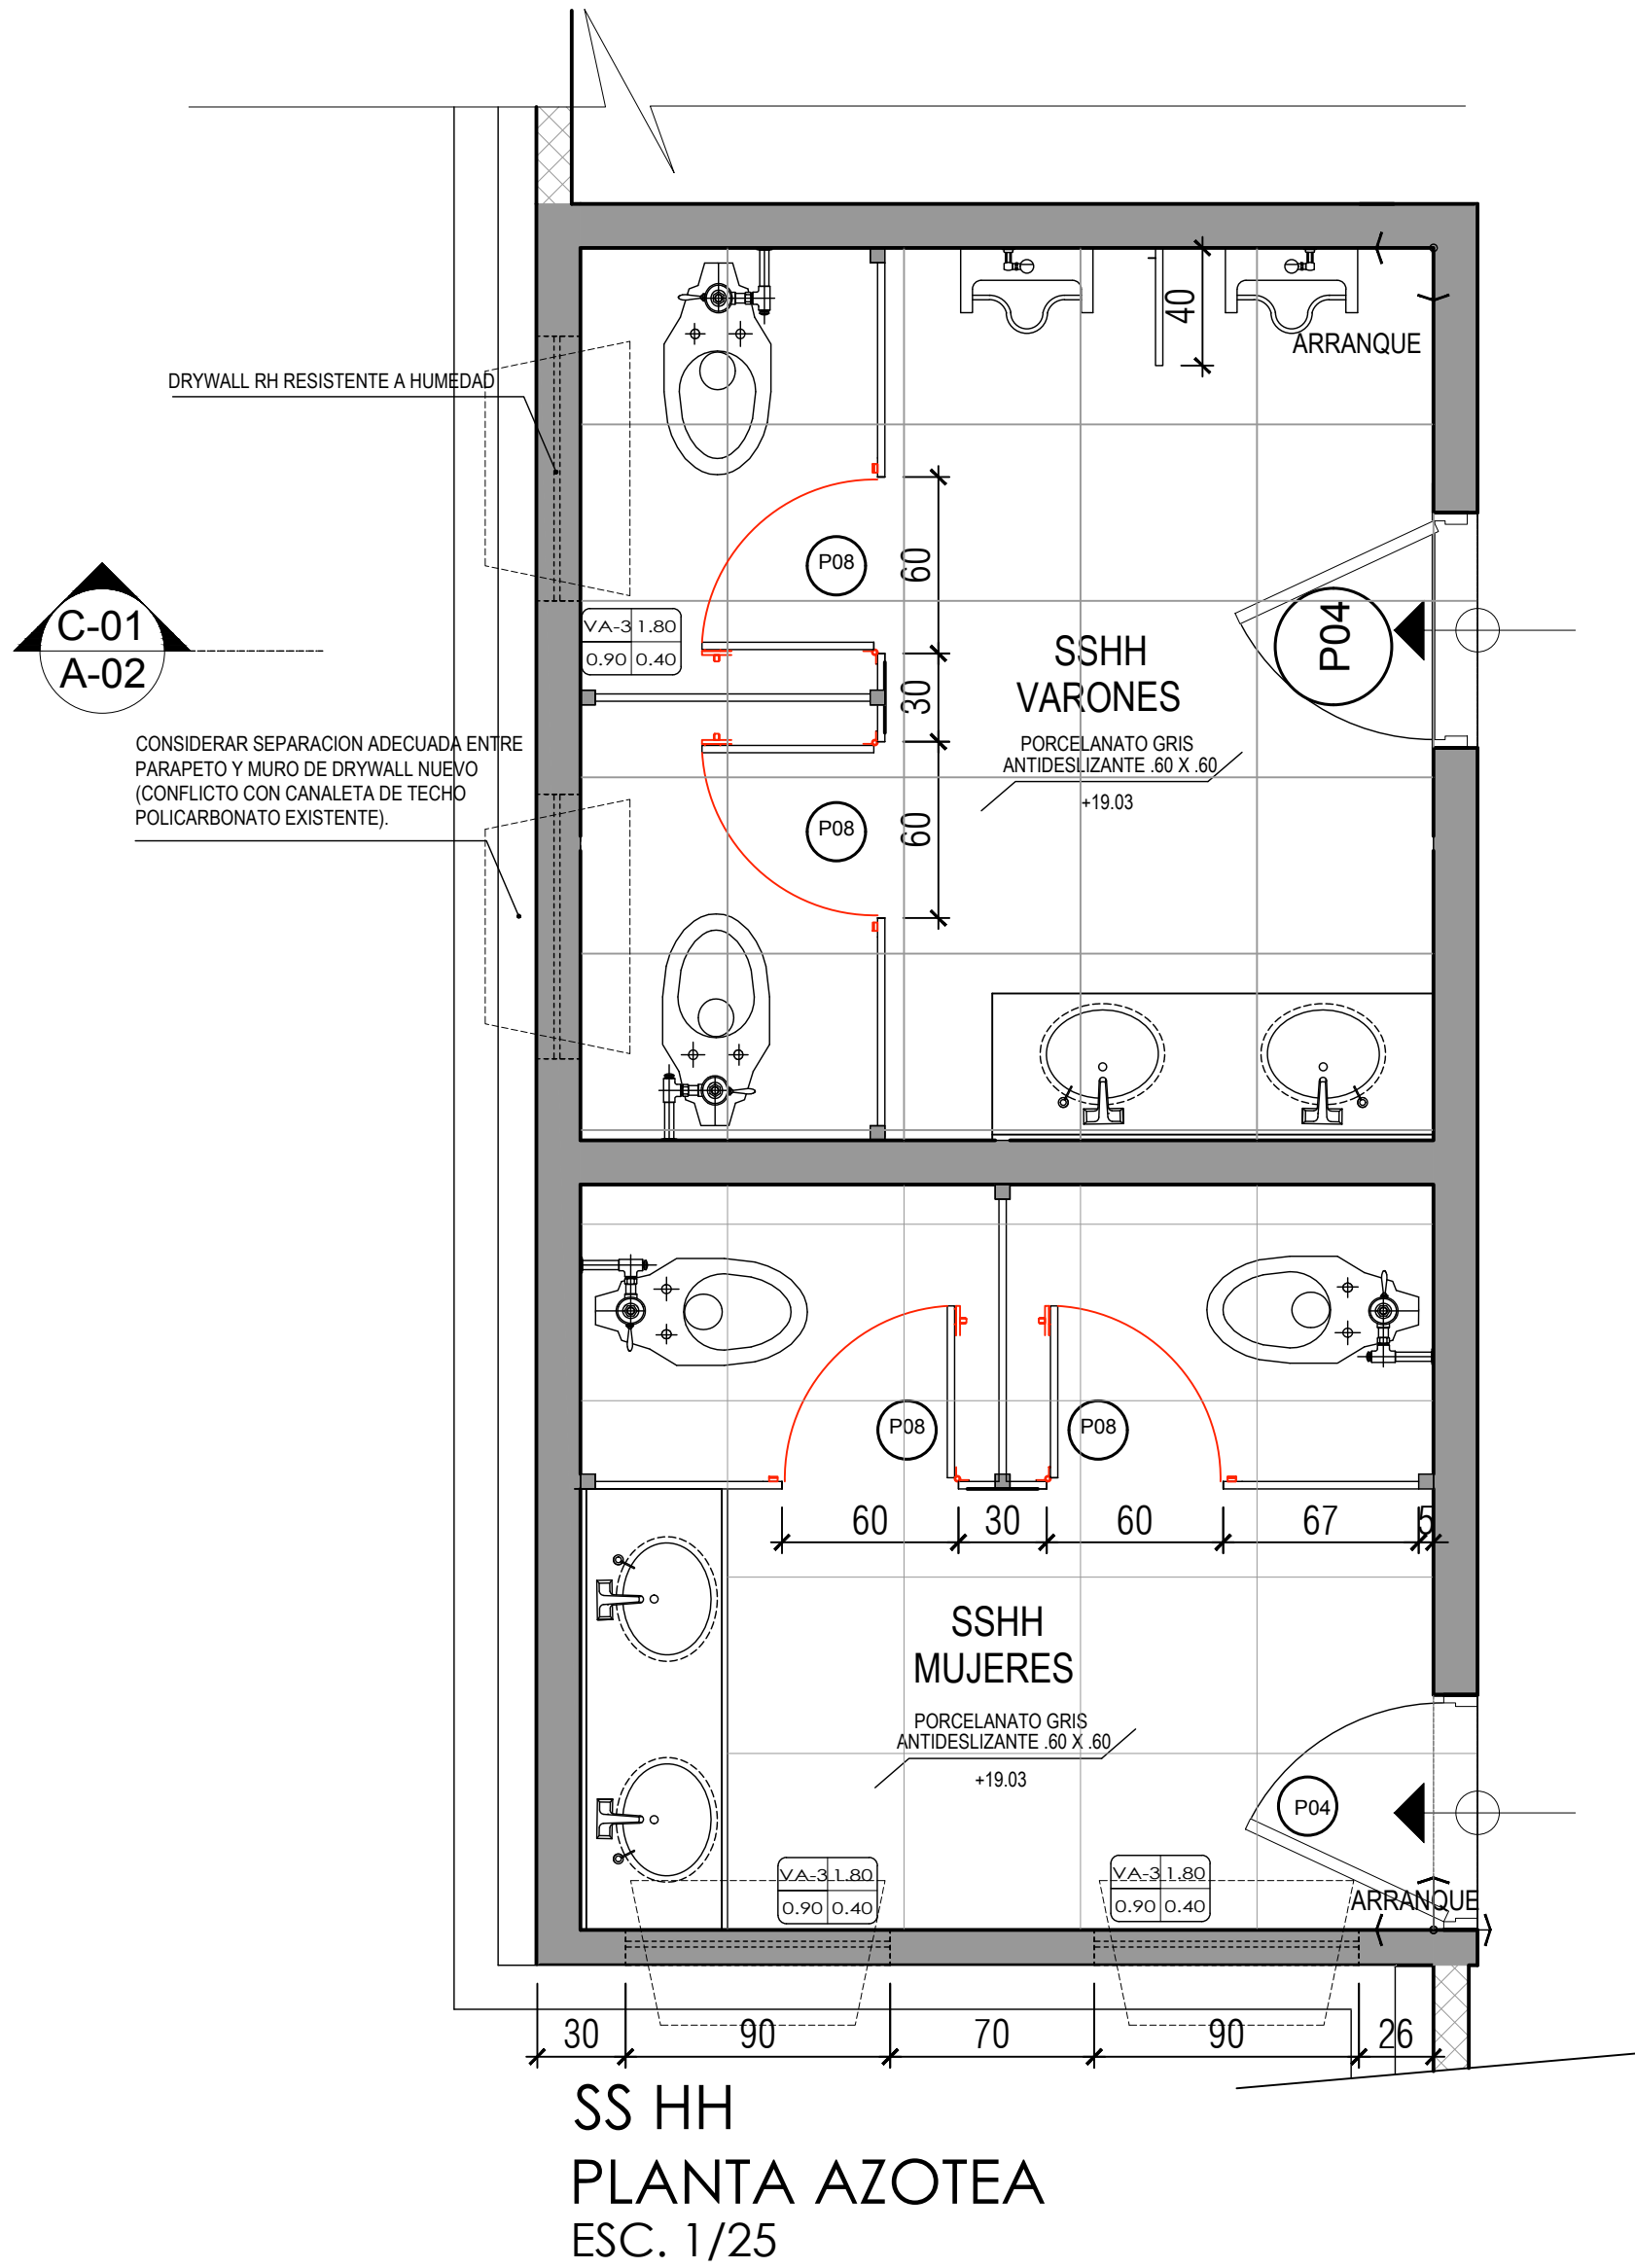 40
ARRANQUE
DRYWALL RH RESISTENTE A HUMEDAD
P08
60
C-01
A-02
VA-3 1.80
0.90 0.40
P04
SSHH
VARONES
30
CONSIDERAR SEPARACION ADECUADA ENTRE
PARAPETO Y MURO DE DRYWALL NUEVO
(CONFLICTO CON CANALETA DE TECHO
POLICARBONATO EXISTENTE).
PORCELANATO GRIS
ANTIDESLIZANTE .60 X .60
+19.03
P08
60
P08
P08
60
30
60
67
5
SSHH
MUJERES
PORCELANATO GRIS
ANTIDESLIZANTE .60 X .60
+19.03
P04
VA-3 1.80
0.90 0.40
VA-3 1.80
0.90 0.40
ARRANQUE
30
90
70
90
26
SS HH
PLANTA AZOTEA
ESC. 1/25